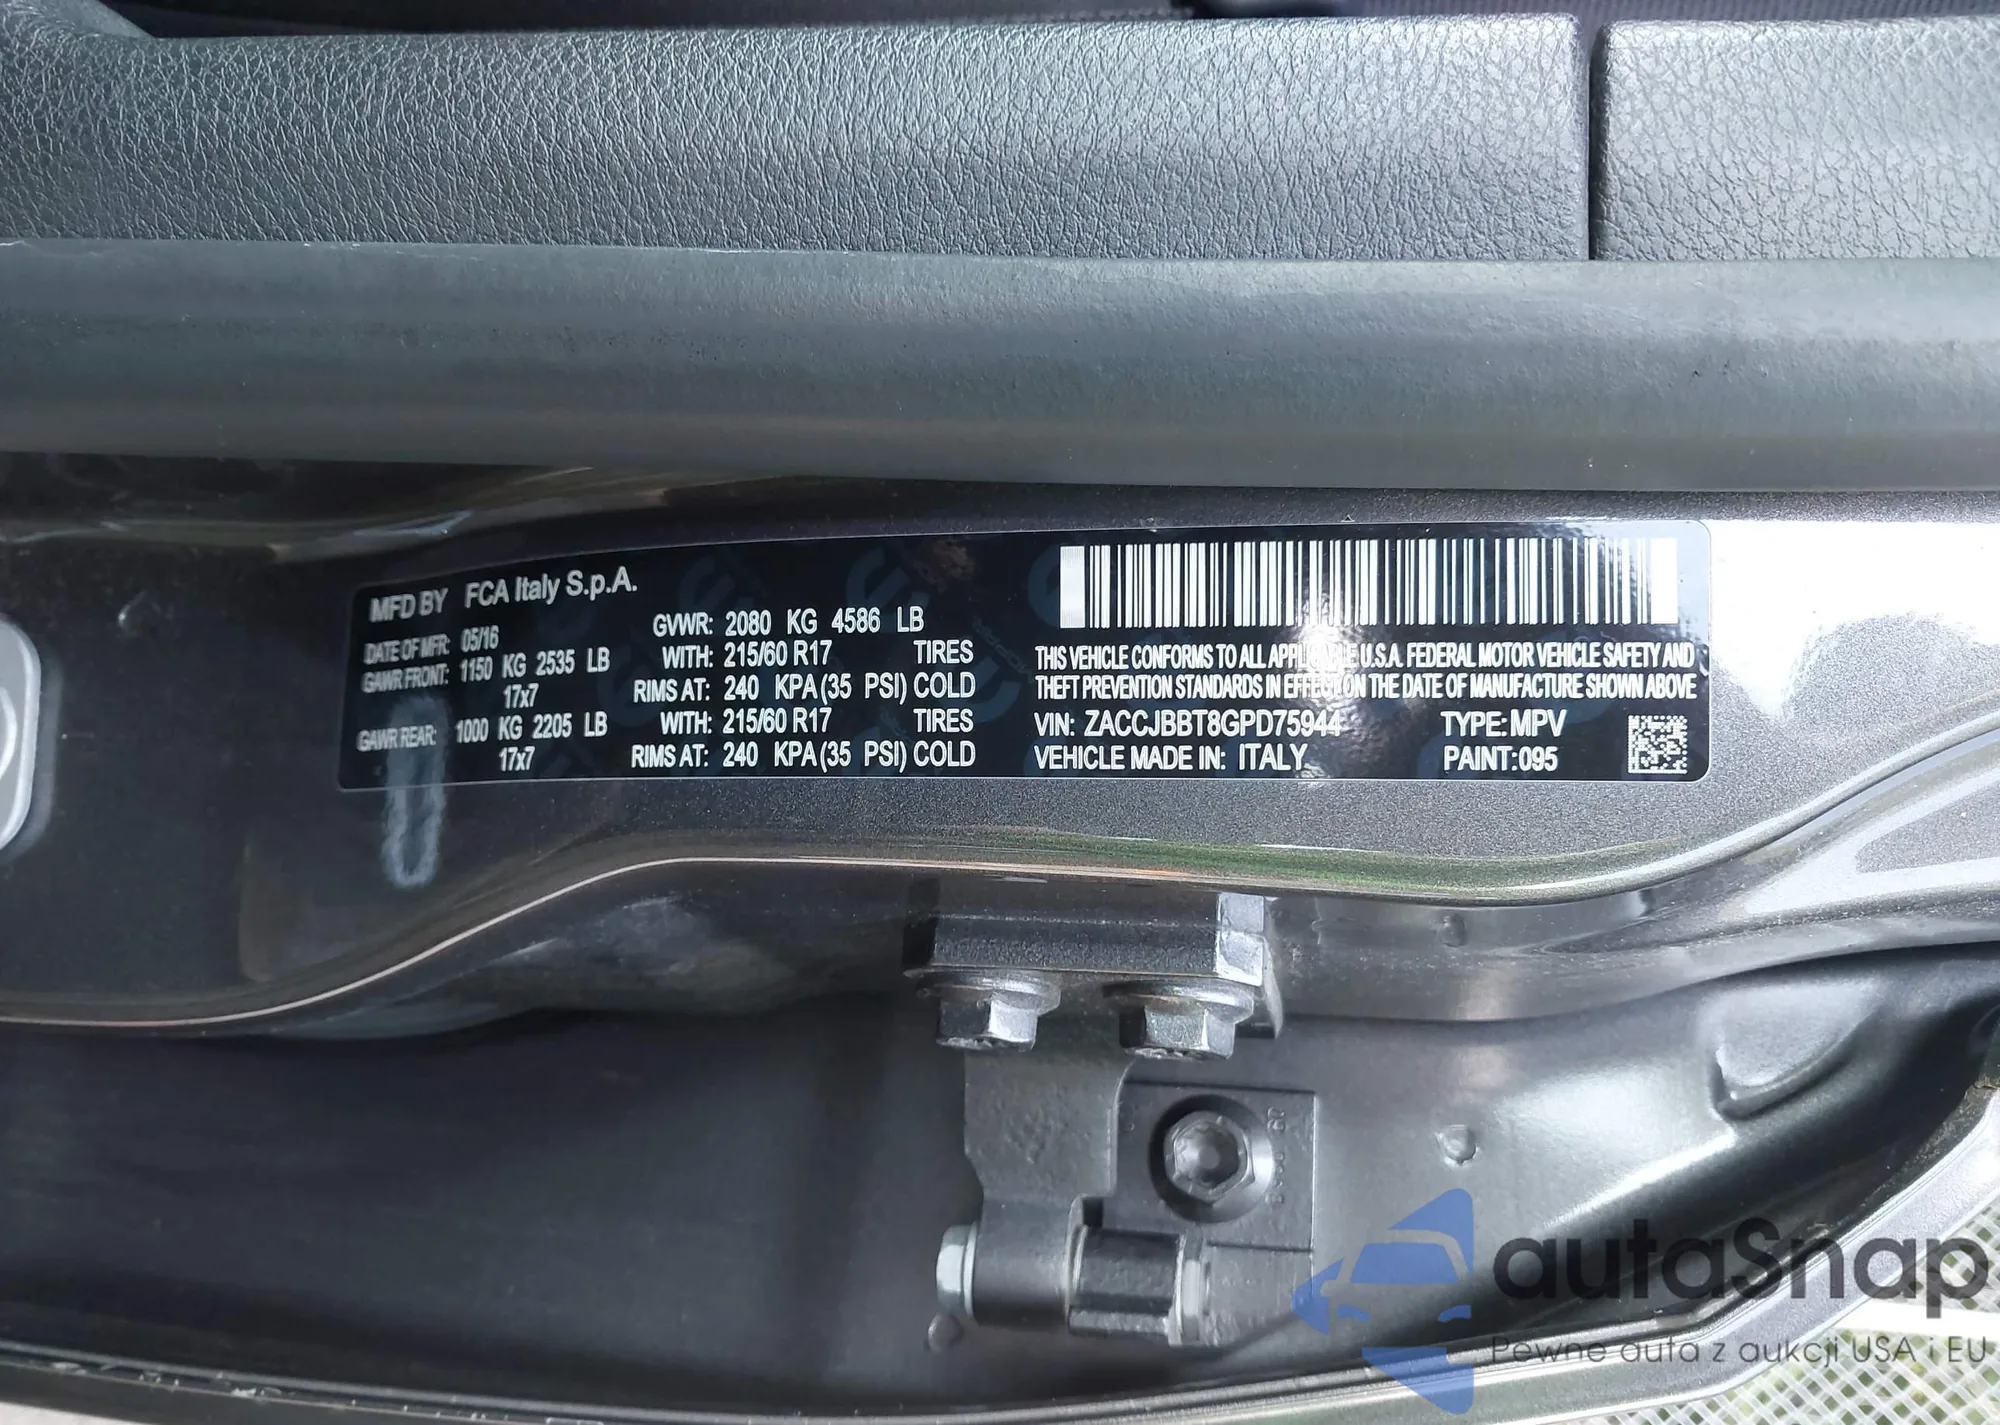 MFD BY FCA Italy S.p.A.
DATE OF MFR: 05/16 GVWR: 2080 KG 4586 LB
GAWR FRONT: 1150 KG 2535 LB WITH: 215/60 R17 TIRES
17x7 RIMS AT: 240 KPA(35 PSI) COLD
GAWR REAR: 1000 KG 2205 LB WITH: 215/60 R17 TIRES
17x7 RIMS AT: 240 KPA(35 PSI) COLD
THIS VEHICLE CONFORMS TO ALL APPLICABLE U.S.A. FEDERAL MOTOR VEHICLE SAFETY AND
THEFT PREVENTION STANDARDS IN EFFECT ON THE DATE OF MANUFACTURE SHOWN ABOVE
VIN: ZACCJBBT8GPD75944 TYPE: MPV
VEHICLE MADE IN: ITALY PAINT: 095
autaSnap
Pewne auta z aukcji USA i EU